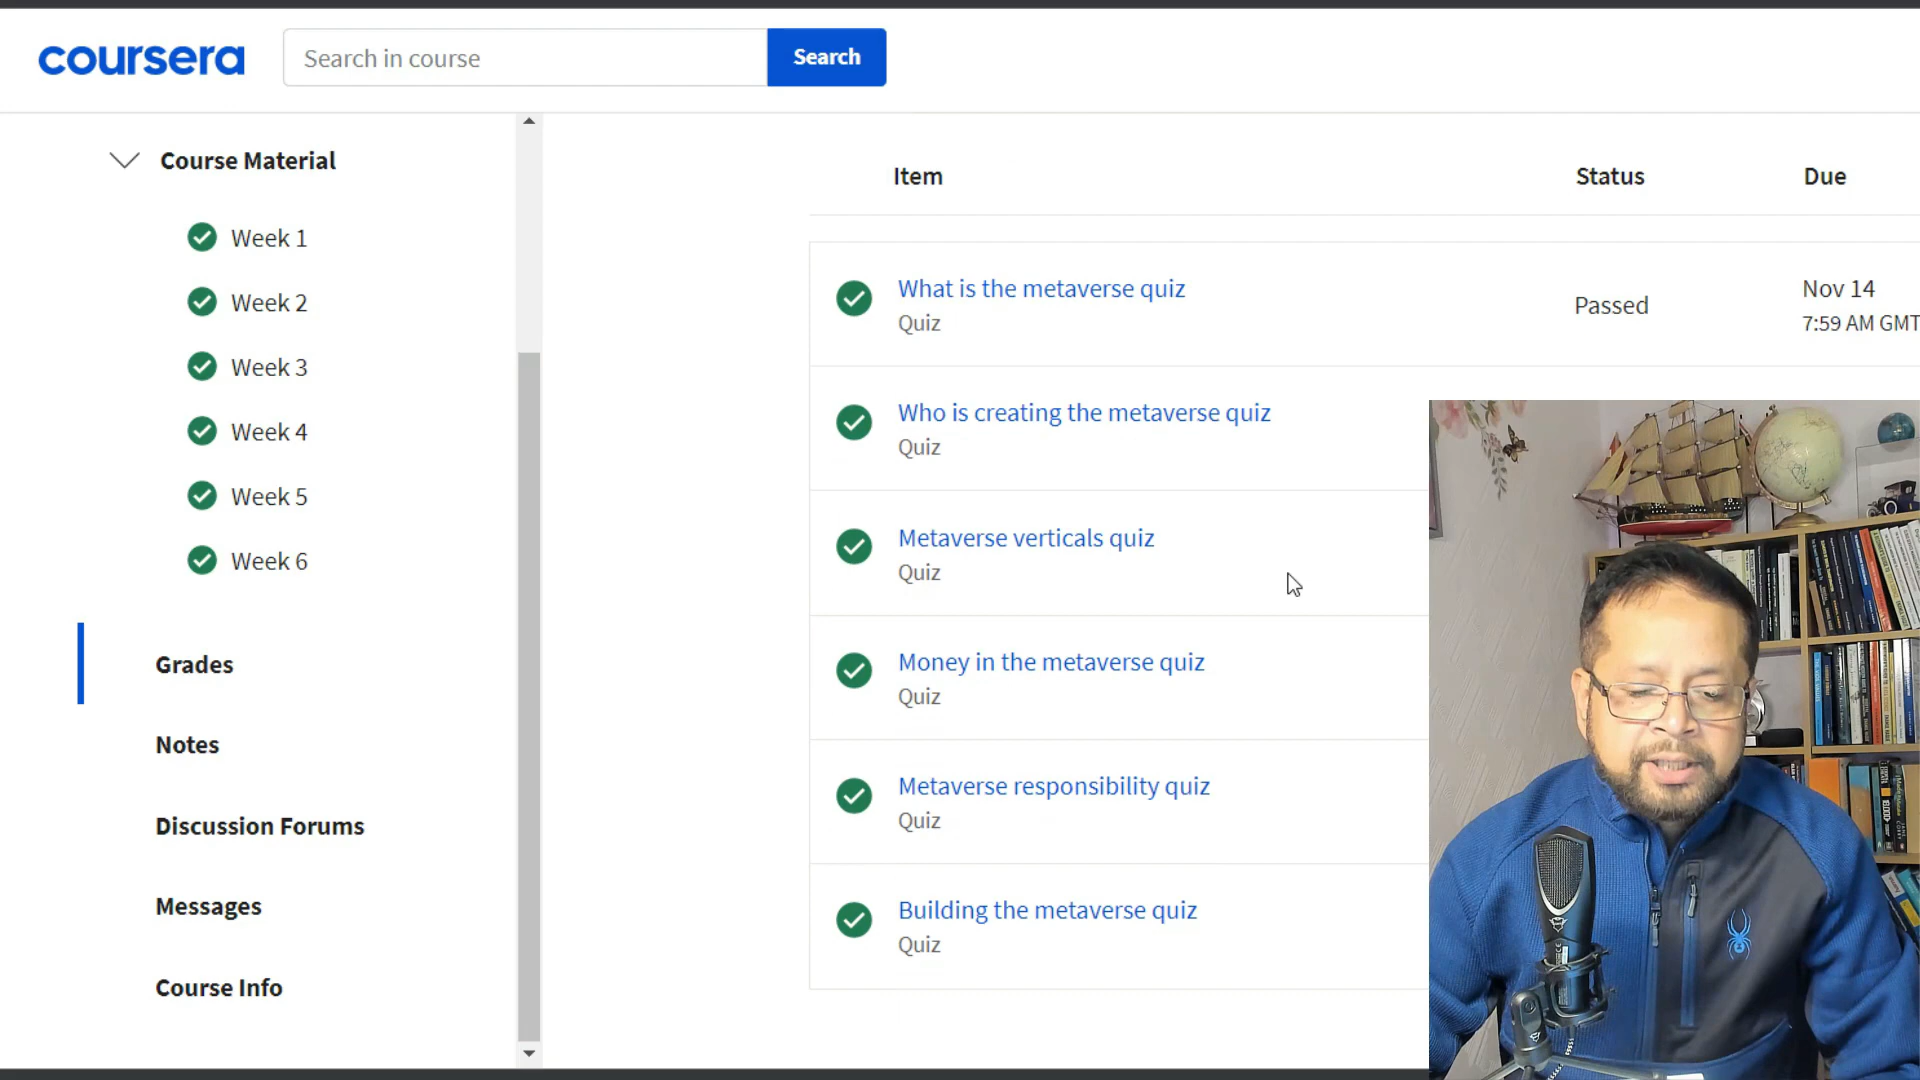 coursera
Search in course
Search
Course Material
Week 1
Week 2
Week 3
Week 4
Week 5
Week 6
Grades
Notes
Discussion Forums
Messages
Course Info
Item
Status
Due
What is the metaverse quiz
Quiz
Passed
Nov 14
7:59 AM GMT
Who is creating the metaverse quiz
Quiz
Metaverse verticals quiz
Quiz
Money in the metaverse quiz
Quiz
Metaverse responsibility quiz
Quiz
Building the metaverse quiz
Quiz